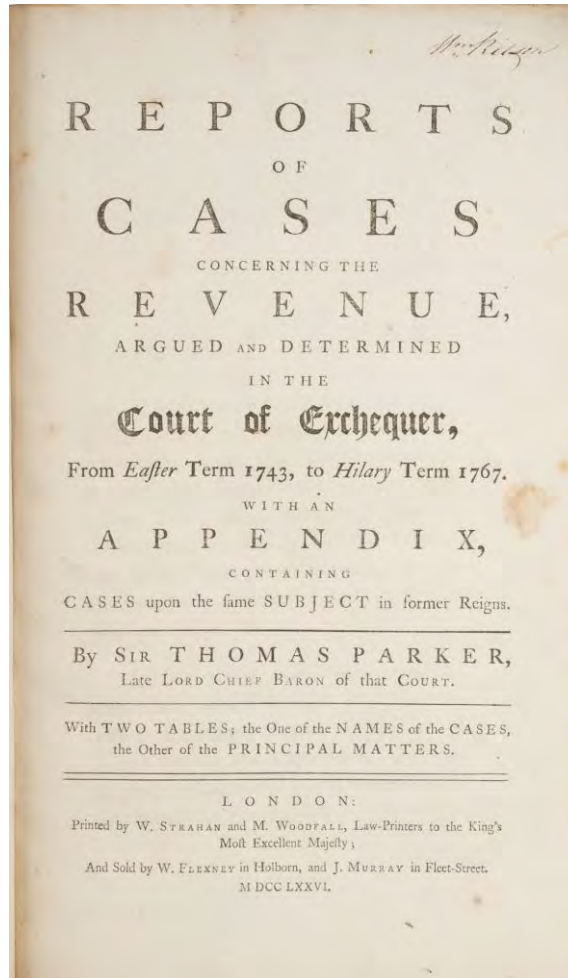 Wm Kitson
REPORTS
OF
CASES
CONCERNING THE
REVENUE,
ARGUED AND DETERMINED
IN THE
Court of Exchequer,
From Eaſter Term 1743, to Hilary Term 1767.
WITH AN
APPENDIX,
CONTAINING
CASES upon the ſame SUBJECT in former Reigns.
By SIR THOMAS PARKER,
Late LORD CHIEF BARON of that COURT.
With TWO TABLES; the One of the NAMES of the CASES,
the Other of the PRINCIPAL MATTERS.
LONDON:
Printed by W. STRAHAN and M. WOODFALL, Law-Printers to the King's
Moſt Excellent Majeſty;
And Sold by W. FLEXNEY in Holborn, and J. MURRAY in Fleet-Street.
M DCC LXXVI.